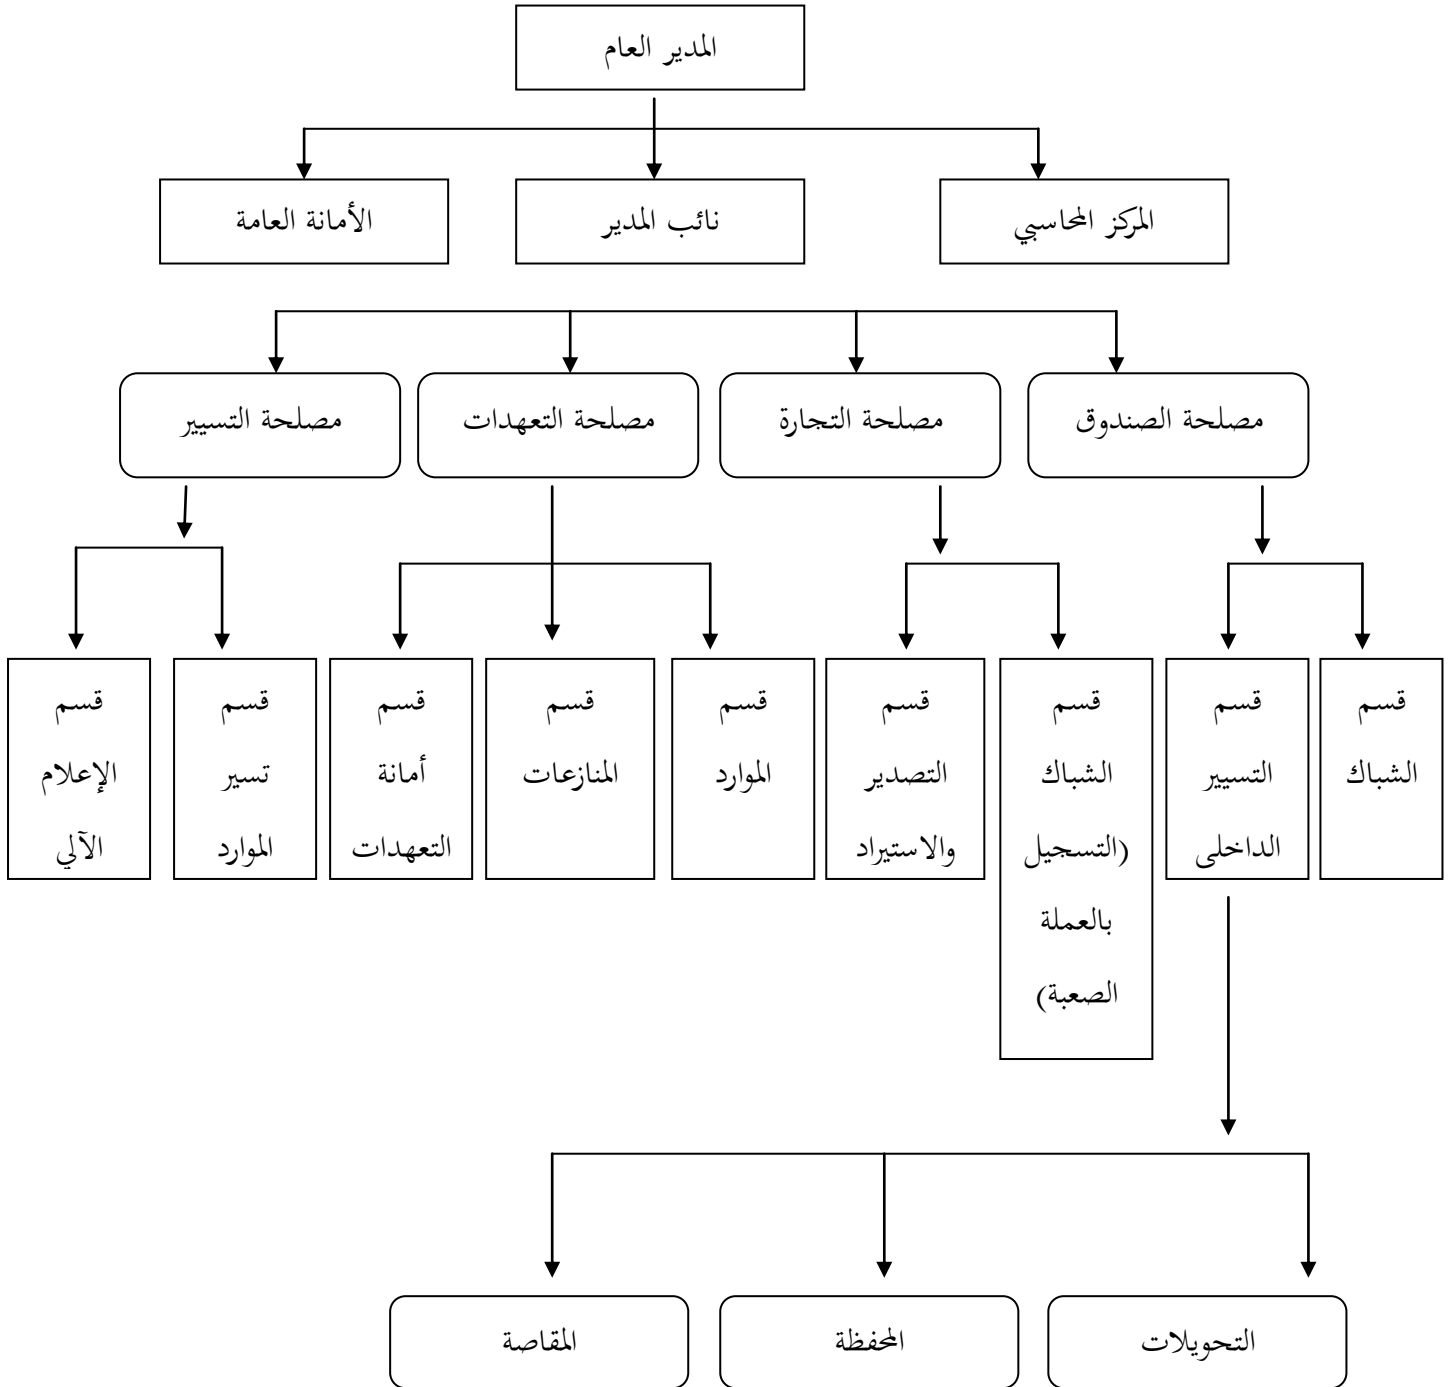 المدير العام
المركز المحاسبي
نائب المدير
الأمانة العامة
مصلحة الصندوق
مصلحة التجارة
مصلحة التعهدات
مصلحة التسيير
قسم
الشباك
قسم
التسيير
الداخلى
قسم
الشباك
(التسجيل
بالعملة
الصعبة)
قسم
التصدير
والاستيراد
قسم
الموارد
قسم
المنازعات
قسم
أمانة
التعهدات
قسم
تسير
الموارد
قسم
الإعلام
الآلي
التحويلات
المحفظة
المقاصة